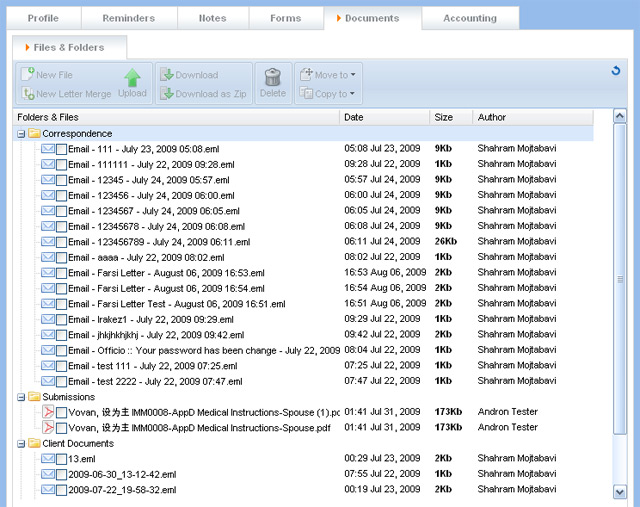 Profile Reminders Notes Forms Documents Accounting
Files & Folders
New File Download Move to
New Letter Merge Upload Download as Zip Delete Copy to
Folders & Files Date Size Author
Correspondence
Email - 111 - July 23, 2009 05:08.eml 05:08 Jul 23, 2009 9Kb Shahram Mojtabavi
Email - 111111 - July 22, 2009 09:28.eml 09:28 Jul 22, 2009 1Kb Shahram Mojtabavi
Email - 12345 - July 24, 2009 05:57.eml 05:57 Jul 24, 2009 9Kb Shahram Mojtabavi
Email - 123456 - July 24, 2009 06:00.eml 06:00 Jul 24, 2009 9Kb Shahram Mojtabavi
Email - 1234567 - July 24, 2009 06:05.eml 06:05 Jul 24, 2009 9Kb Shahram Mojtabavi
Email - 12345678 - July 24, 2009 06:08.eml 06:08 Jul 24, 2009 9Kb Shahram Mojtabavi
Email - 123456789 - July 24, 2009 06:11.eml 06:11 Jul 24, 2009 26Kb Shahram Mojtabavi
Email - aaaa - July 22, 2009 08:02.eml 08:02 Jul 22, 2009 1Kb Shahram Mojtabavi
Email - Farsi Letter - August 06, 2009 16:53.eml 16:53 Aug 06, 2009 2Kb Shahram Mojtabavi
Email - Farsi Letter - August 06, 2009 16:54.eml 16:54 Aug 06, 2009 2Kb Shahram Mojtabavi
Email - Farsi Letter Test - August 06, 2009 16:51.eml 16:51 Aug 06, 2009 2Kb Shahram Mojtabavi
Email - Irakez1 - July 22, 2009 09:29.eml 09:29 Jul 22, 2009 1Kb Shahram Mojtabavi
Email - jhkjhkjhkhj - July 22, 2009 09:42.eml 09:42 Jul 22, 2009 2Kb Shahram Mojtabavi
Email - Officio :: Your password has been change - July 22, 2009 08:04 Jul 22, 2009 1Kb Shahram Mojtabavi
Email - test 111 - July 22, 2009 07:25.eml 07:25 Jul 22, 2009 1Kb Shahram Mojtabavi
Email - test 2222 - July 22, 2009 07:47.eml 07:47 Jul 22, 2009 1Kb Shahram Mojtabavi
Submissions
Vovan, 设为主 IMM0008-AppD Medical Instructions-Spouse (1).pd 01:41 Jul 31, 2009 173Kb Andron Tester
Vovan, 设为主 IMM0008-AppD Medical Instructions-Spouse.pdf 01:41 Jul 31, 2009 173Kb Andron Tester
Client Documents
13.eml 00:29 Jul 23, 2009 2Kb Shahram Mojtabavi
2009-06-30_13-12-42.eml 07:55 Jul 22, 2009 1Kb Shahram Mojtabavi
2009-07-22_19-58-32.eml 00:19 Jul 23, 2009 2Kb Shahram Mojtabavi